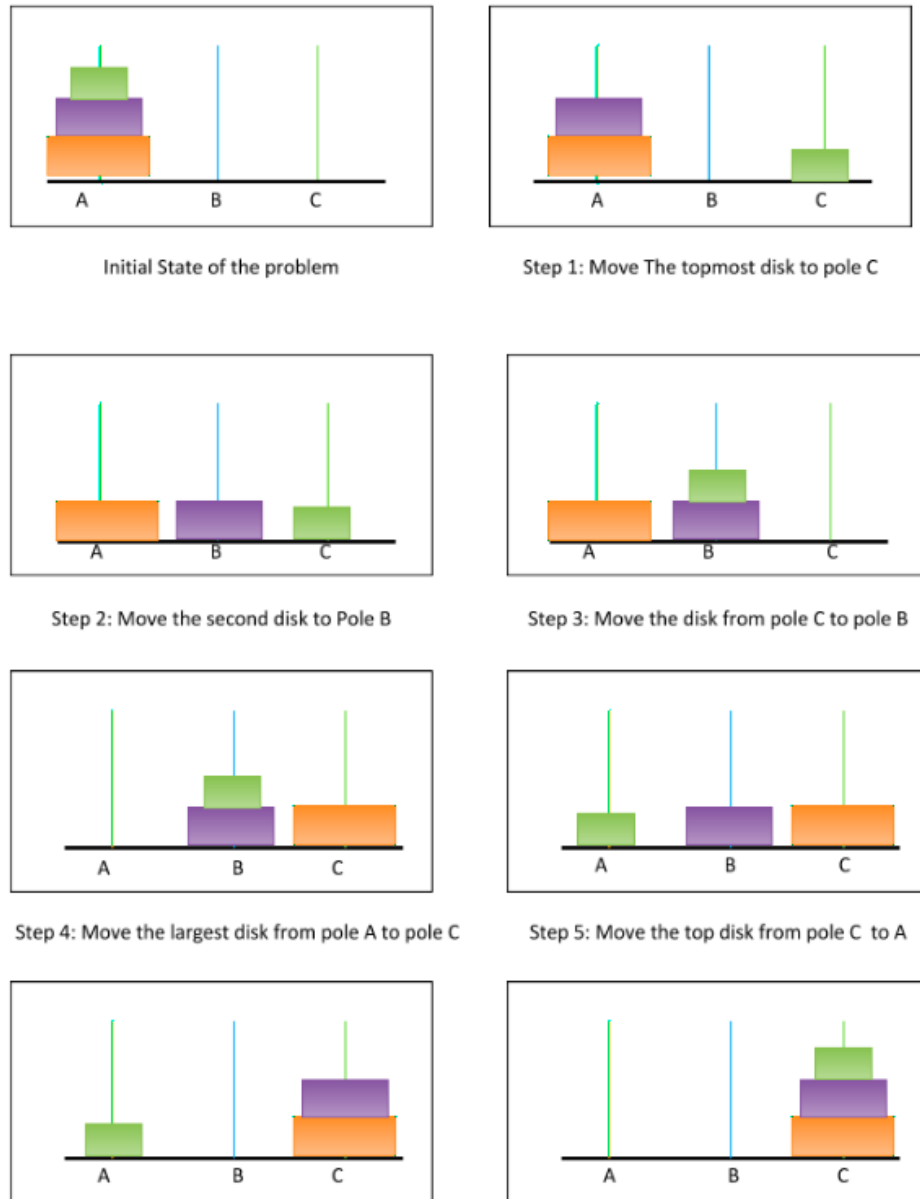 A B C
A B C
Initial State of the problem
Step 1: Move The topmost disk to pole C
A B C
A B C
Step 2: Move the second disk to Pole B
Step 3: Move the disk from pole C to pole B
A B C
A B C
Step 4: Move the largest disk from pole A to pole C
Step 5: Move the top disk from pole C to A
A B C
A B C